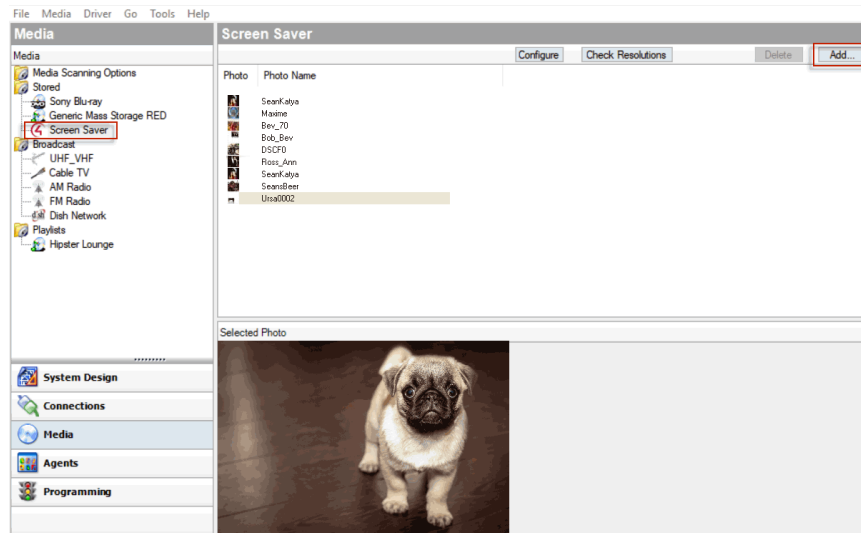 File Media Driver Go Tools Help
Media
Screen Saver
Media
Configure Check Resolutions Delete Add...
Media Scanning Options
Stored
Sony Blu-ray
Generic Mass Storage RED
Screen Saver
Broadcast
UHF_VHF
Cable TV
AM Radio
FM Radio
Dish Network
Playlists
Hipster Lounge
Photo Photo Name
SeanKatya
Maxime
Bev_70
Bob_Bev
DSCF0
Ross_Ann
SeanKatya
SeansBeer
Ursa0002
Selected Photo
System Design
Connections
Media
Agents
Programming